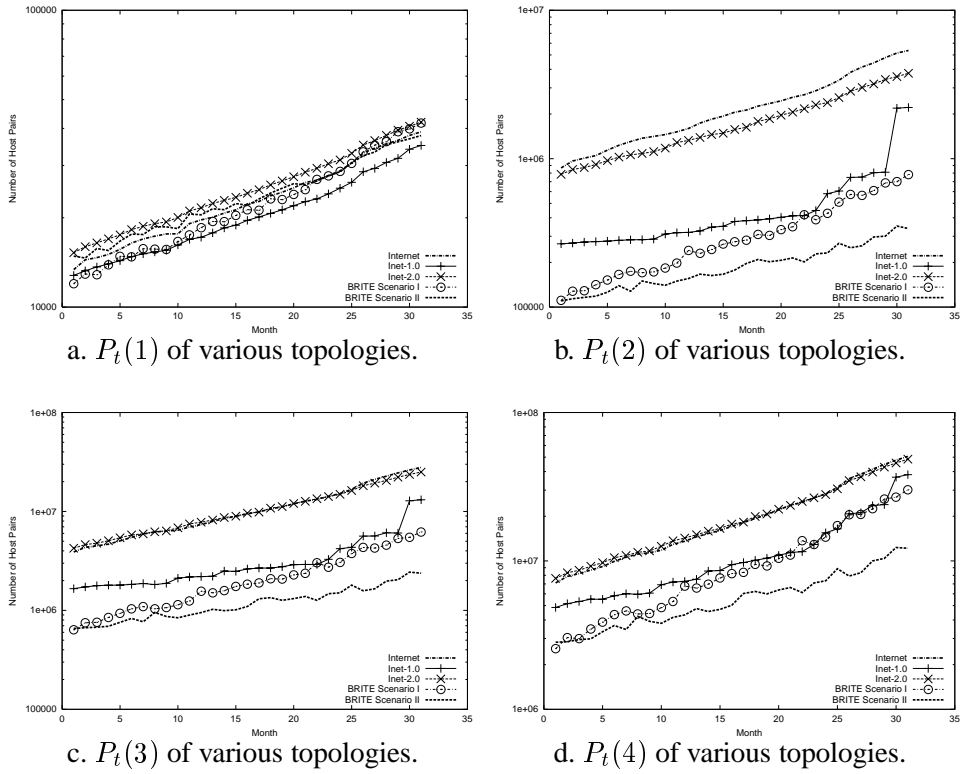 100000
Number of Host Pairs
10000
0 5 10 15 20 25 30 35
Month
Internet
Inet-1.0
Inet-2.0
BRITE Scenario I
BRITE Scenario II
a. P_t(1) of various topologies.
1e+07
1e+06
Number of Host Pairs
100000
0 5 10 15 20 25 30 35
Month
Internet
Inet-1.0
Inet-2.0
BRITE Scenario I
BRITE Scenario II
b. P_t(2) of various topologies.
1e+08
1e+07
Number of Host Pairs
1e+06
100000
0 5 10 15 20 25 30 35
Month
Internet
Inet-1.0
Inet-2.0
BRITE Scenario I
BRITE Scenario II
c. P_t(3) of various topologies.
1e+08
Number of Host Pairs
1e+07
1e+06
0 5 10 15 20 25 30 35
Month
Internet
Inet-1.0
Inet-2.0
BRITE Scenario I
BRITE Scenario II
d. P_t(4) of various topologies.